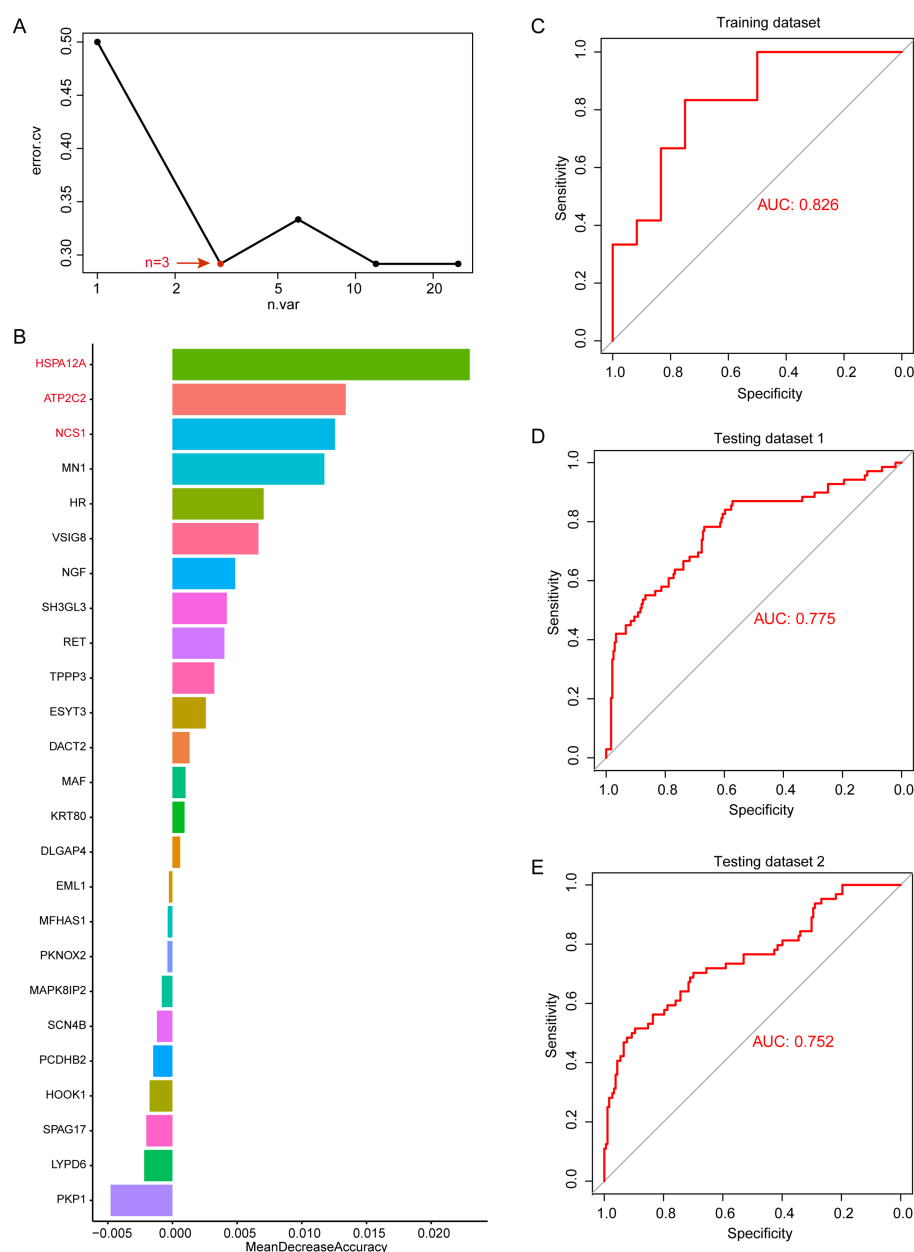 A
0.50
0.45
0.40
0.35
0.30
error.cv
n=3
1
2
5
10
20
n.var
B
HSPA12A
ATP2C2
NCS1
MN1
HR
VSIG8
NGF
SH3GL3
RET
TPPP3
ESYT3
DACT2
MAF
KRT80
DLGAP4
EML1
MFHAS1
PKNOX2
MAPK8IP2
SCN4B
PCDHB2
HOOK1
SPAG17
LYPD6
PKP1
−0.005
0.000
0.005
0.010
0.015
0.020
MeanDecreaseAccuracy
C
Training dataset
1.0
0.8
0.6
0.4
0.2
0.0
Sensitivity
AUC: 0.826
1.0
0.8
0.6
0.4
0.2
0.0
Specificity
D
Testing dataset 1
1.0
0.8
0.6
0.4
0.2
0.0
Sensitivity
AUC: 0.775
1.0
0.8
0.6
0.4
0.2
0.0
Specificity
E
Testing dataset 2
1.0
0.8
0.6
0.4
0.2
0.0
Sensitivity
AUC: 0.752
1.0
0.8
0.6
0.4
0.2
0.0
Specificity